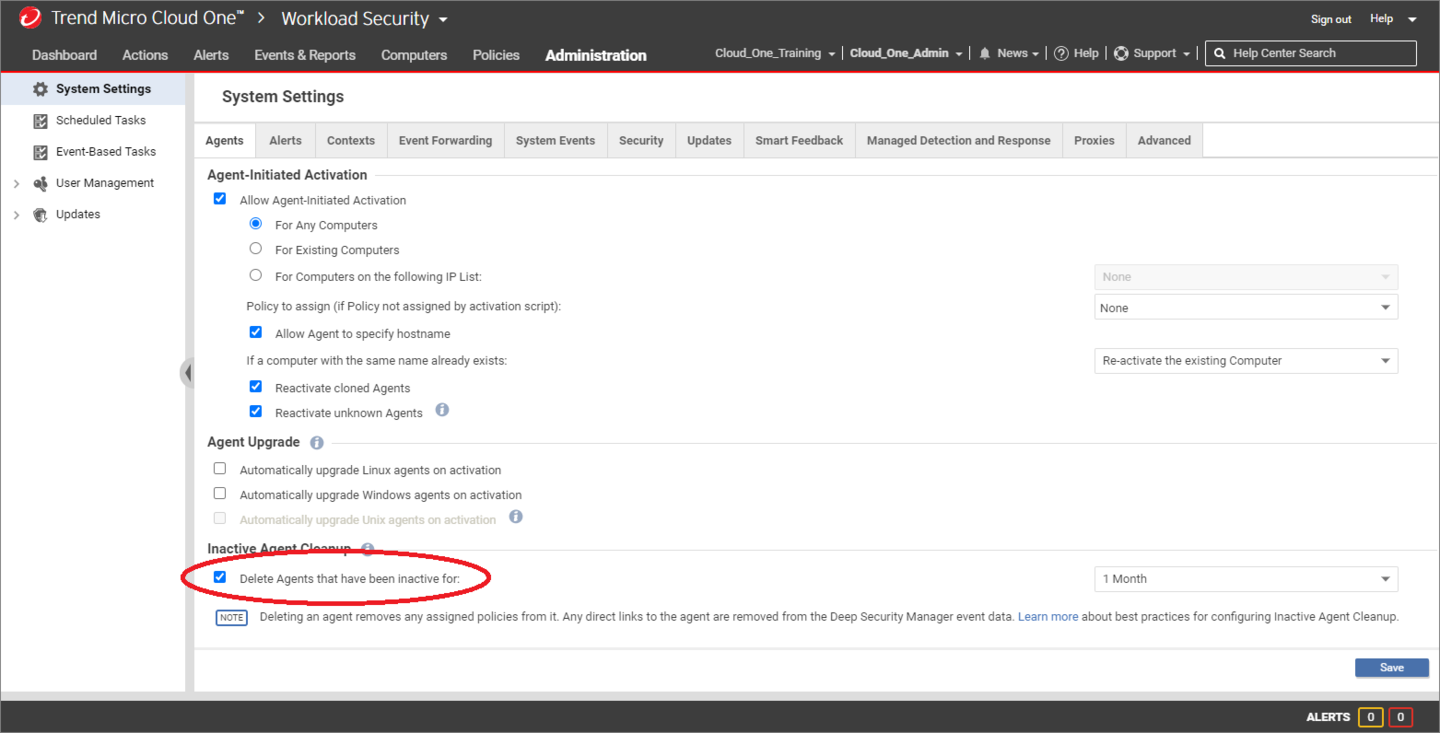 Trend Micro Cloud One™ > Workload Security
Sign out Help
Dashboard Actions Alerts Events & Reports Computers Policies Administration
Cloud_One_Training Cloud_One_Admin News Help Support Help Center Search
System Settings
Scheduled Tasks
Event-Based Tasks
User Management
Updates
System Settings
Agents Alerts Contexts Event Forwarding System Events Security Updates Smart Feedback Managed Detection and Response Proxies Advanced
Agent-Initiated Activation
Allow Agent-Initiated Activation
For Any Computers
For Existing Computers
For Computers on the following IP List: None
Policy to assign (if Policy not assigned by activation script): None
Allow Agent to specify hostname
If a computer with the same name already exists: Re-activate the existing Computer
Reactivate cloned Agents
Reactivate unknown Agents
Agent Upgrade
Automatically upgrade Linux agents on activation
Automatically upgrade Windows agents on activation
Automatically upgrade Unix agents on activation
Inactive Agent Cleanup
Delete Agents that have been inactive for: 1 Month
NOTE Deleting an agent removes any assigned policies from it. Any direct links to the agent are removed from the Deep Security Manager event data. Learn more about best practices for configuring Inactive Agent Cleanup.
Save
ALERTS 0 0